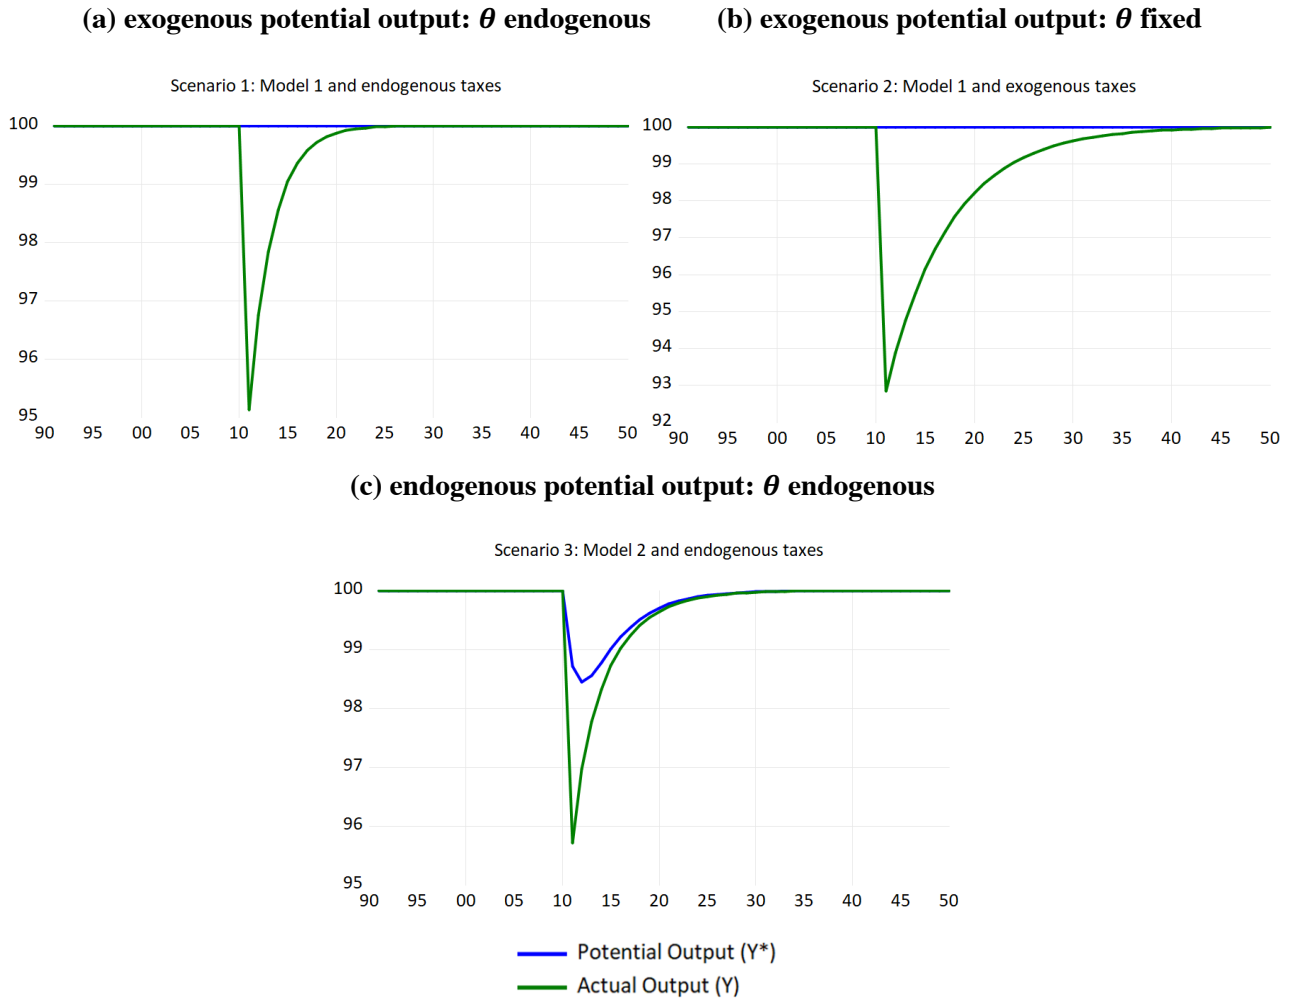 (a) exogenous potential output: θ endogenous
(b) exogenous potential output: θ fixed
Scenario 1: Model 1 and endogenous taxes
100
99
98
97
96
95
90 95 00 05 10 15 20 25 30 35 40 45 50
Scenario 2: Model 1 and exogenous taxes
100
99
98
97
96
95
94
93
92
90 95 00 05 10 15 20 25 30 35 40 45 50
(c) endogenous potential output: θ endogenous
Scenario 3: Model 2 and endogenous taxes
100
99
98
97
96
95
90 95 00 05 10 15 20 25 30 35 40 45 50
Potential Output (Y*)
Actual Output (Y)